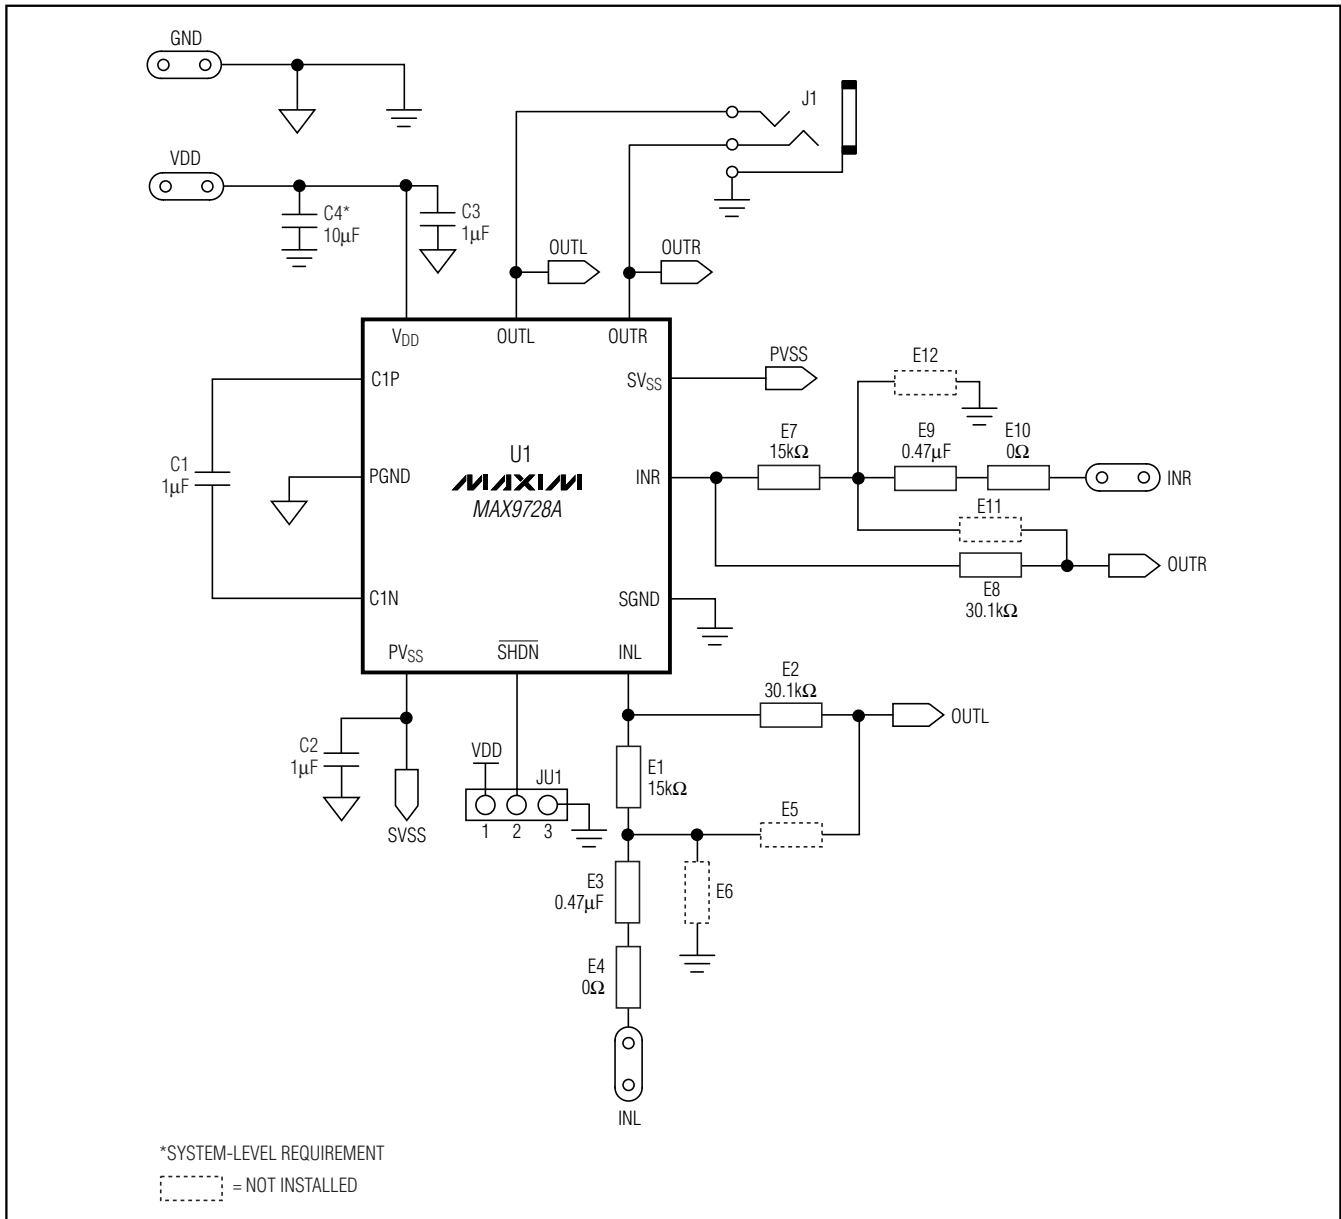 GND
J1
VDD
C4*
10µF
C3
1µF
OUTL
OUTR
VDD
OUTL
OUTR
PVSS
E12
C1P
SVSS
E7
15kΩ
E9
0.47µF
E10
0Ω
C1
1µF
PGND
U1
MAXIM
MAX9728A
INR
INR
E11
OUTR
E8
30.1kΩ
C1N
SGND
PVSS
SHDN
INL
E2
30.1kΩ
OUTL
C2
1µF
SVSS
VDD
JU1
1 2 3
E1
15kΩ
E5
E3
0.47µF
E6
E4
0Ω
INL
*SYSTEM-LEVEL REQUIREMENT
= NOT INSTALLED